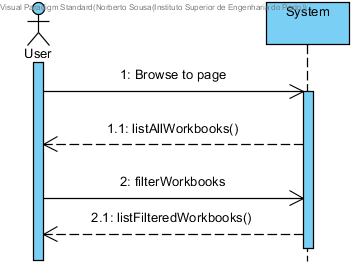 Visual Paradigm Standard(Norberto Sousa(Instituto Superior de Engenharia do Porto))
System
User
1: Browse to page
1.1: listAllWorkbooks()
2: filterWorkbooks
2.1: listFilteredWorkbooks()